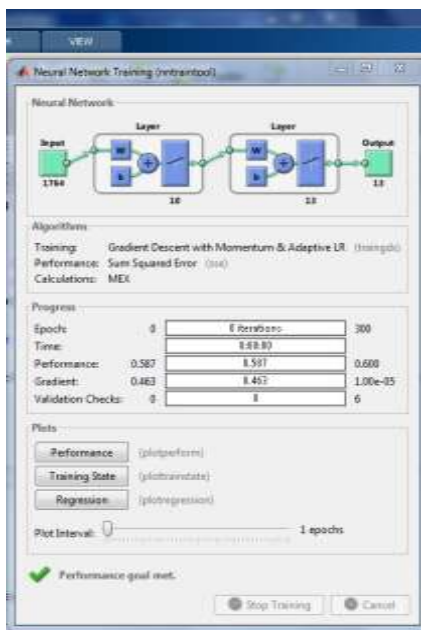 VIEW
Neural Network Training (nntraintool)
Neural Network
Layer Layer
Input Output
W W
b b
1764 13
10 13
Algorithms
Training: Gradient Descent with Momentum & Adaptive LR (traingdx)
Performance: Sum Squared Error (sse)
Calculations: MEX
Progress
Epoch: 0 0 iterations 300
Time: 0:00:00
Performance: 0.587 0.587 0.600
Gradient: 0.463 0.463 1.00e-05
Validation Checks: 0 0 6
Plots
Performance (plotperform)
Training State (plottrainstate)
Regression (plotregression)
Plot Interval: 1 epochs
Performance goal met.
Stop Training Cancel